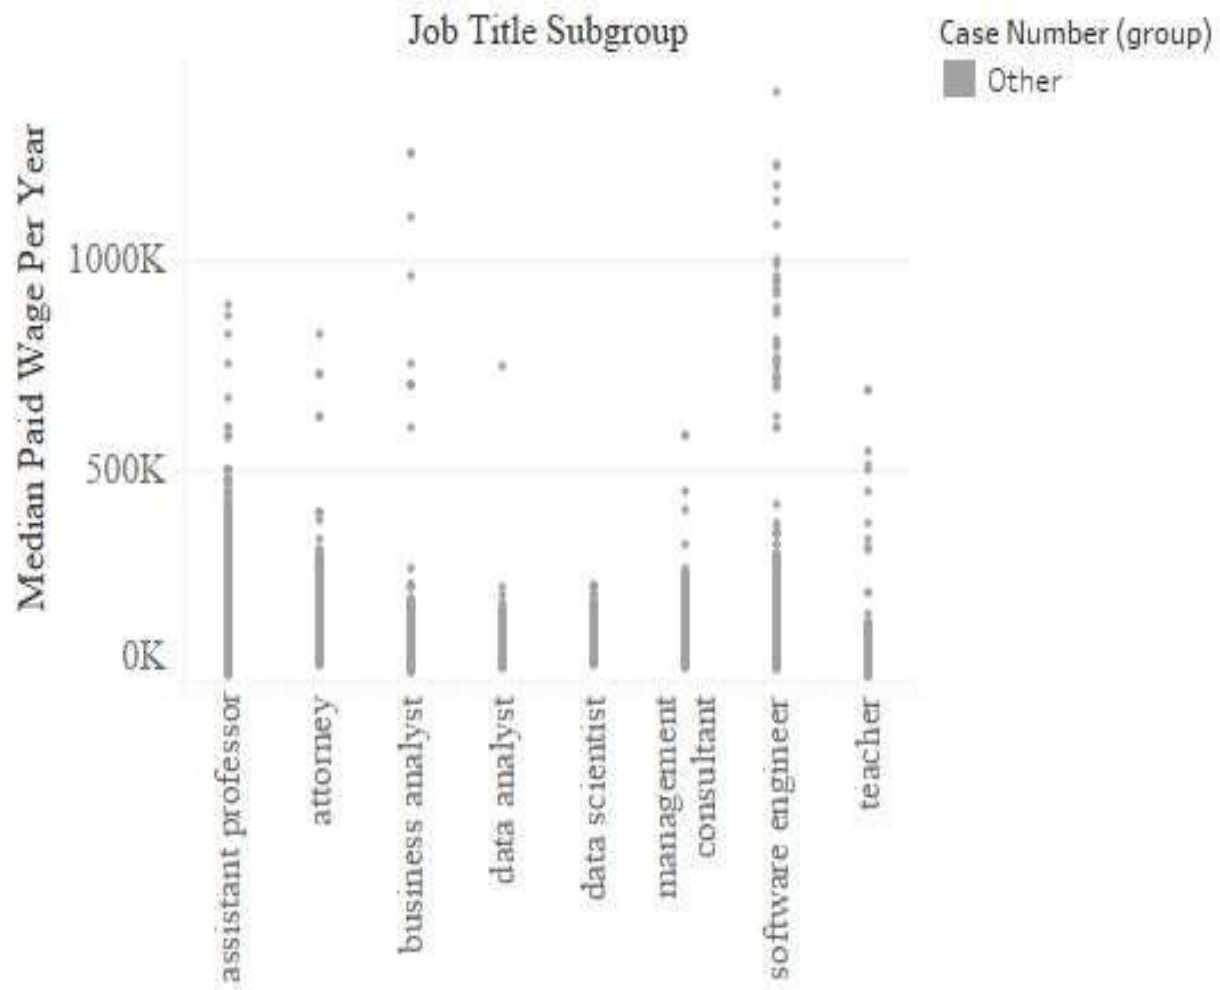 Job Title Subgroup
Case Number (group)
Other
Median Paid Wage Per Year
1000K
500K
0K
assistant professor
attorney
business analyst
data analyst
data scientist
management
consultant
software engineer
teacher